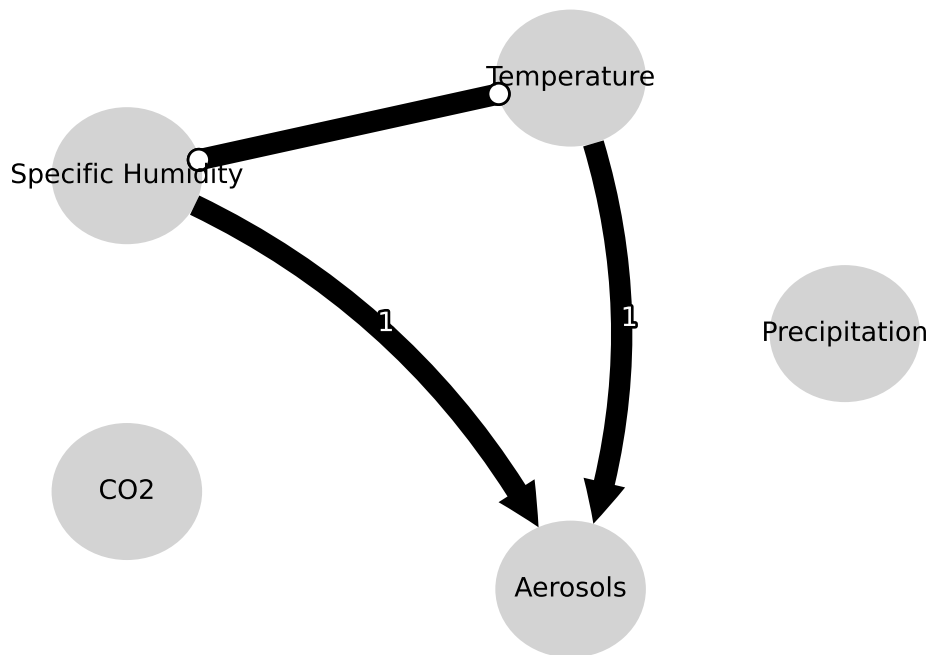 Temperature
Specific Humidity
1
1
Precipitation
CO2
Aerosols